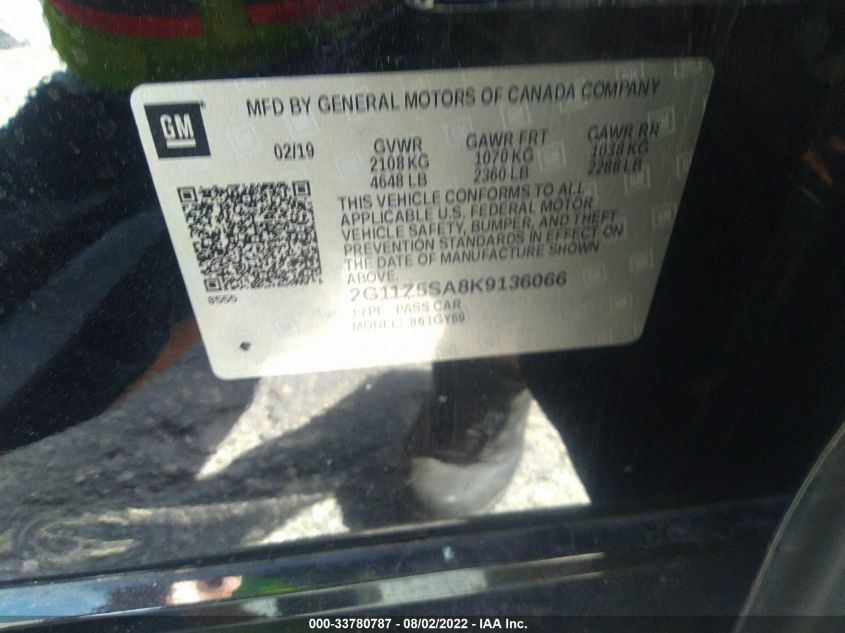 GM
MFD BY GENERAL MOTORS OF CANADA COMPANY
02/19
GVWR
2108 KG
4648 LB
GAWR FRT
1070 KG
2360 LB
GAWR RR
1038 KG
2288 LB
THIS VEHICLE CONFORMS TO ALL
APPLICABLE U.S. FEDERAL MOTOR
VEHICLE SAFETY, BUMPER, AND THEFT
PREVENTION STANDARDS IN EFFECT ON
THE DATE OF MANUFACTURE SHOWN
ABOVE.
8555
2G11Z5SA8K9136066
TYPE: PASS CAR
MODEL: 861GY69
000-33780787 - 08/02/2022 - IAA Inc.